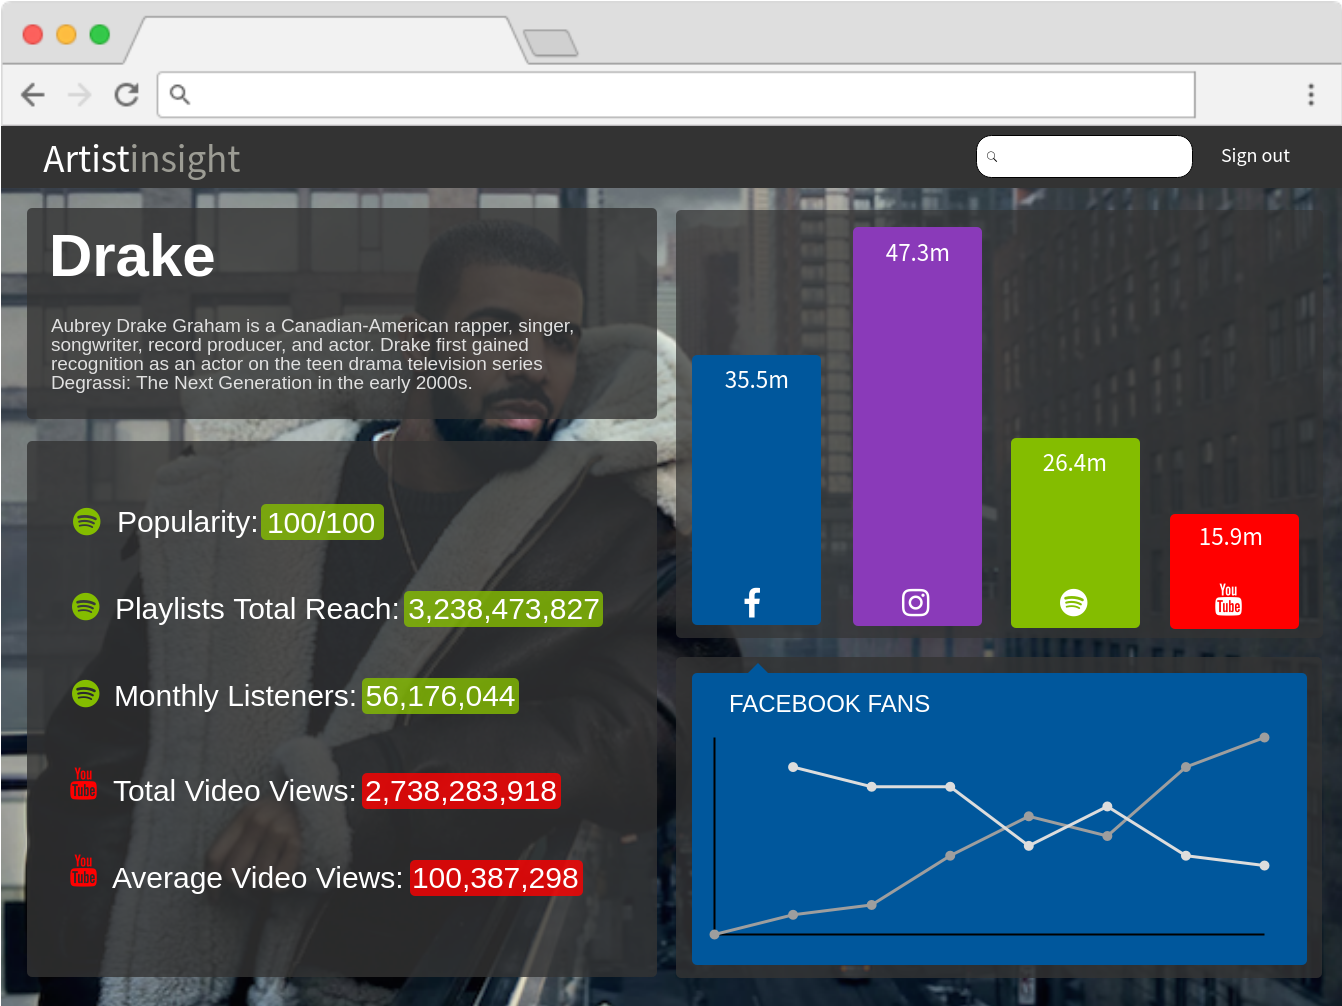 Artistinsight
Sign out
Drake
Aubrey Drake Graham is a Canadian-American rapper, singer,
songwriter, record producer, and actor. Drake first gained
recognition as an actor on the teen drama television series
Degrassi: The Next Generation in the early 2000s.
Popularity: 100/100
Playlists Total Reach: 3,238,473,827
Monthly Listeners: 56,176,044
You
Tube
Total Video Views: 2,738,283,918
You
Tube
Average Video Views: 100,387,298
47.3m
35.5m
26.4m
15.9m
You
Tube
FACEBOOK FANS